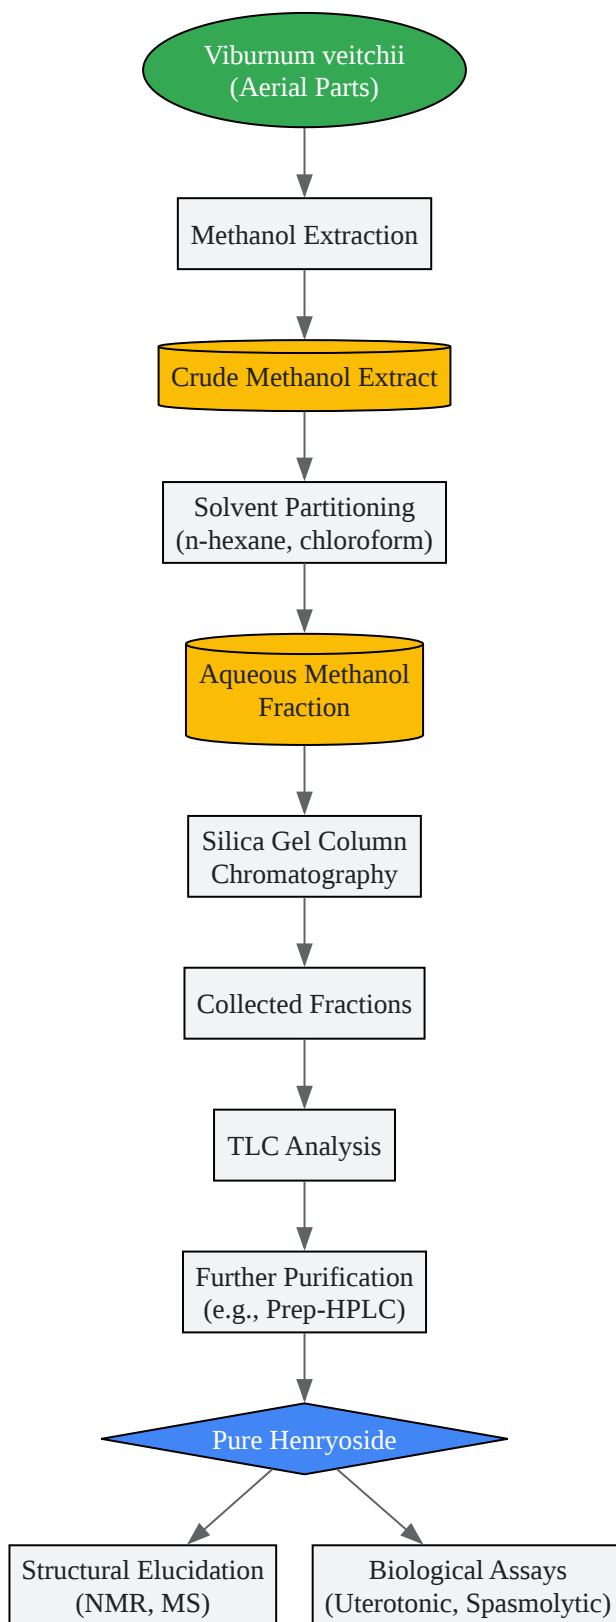 Viburnum veitchii
(Aerial Parts)
Methanol Extraction
Crude Methanol Extract
Solvent Partitioning
(n-hexane, chloroform)
Aqueous Methanol
Fraction
Silica Gel Column
Chromatography
Collected Fractions
TLC Analysis
Further Purification
(e.g., Prep-HPLC)
Pure Henryoside
Structural Elucidation
(NMR, MS)
Biological Assays
(Uterotonic, Spasmolytic)